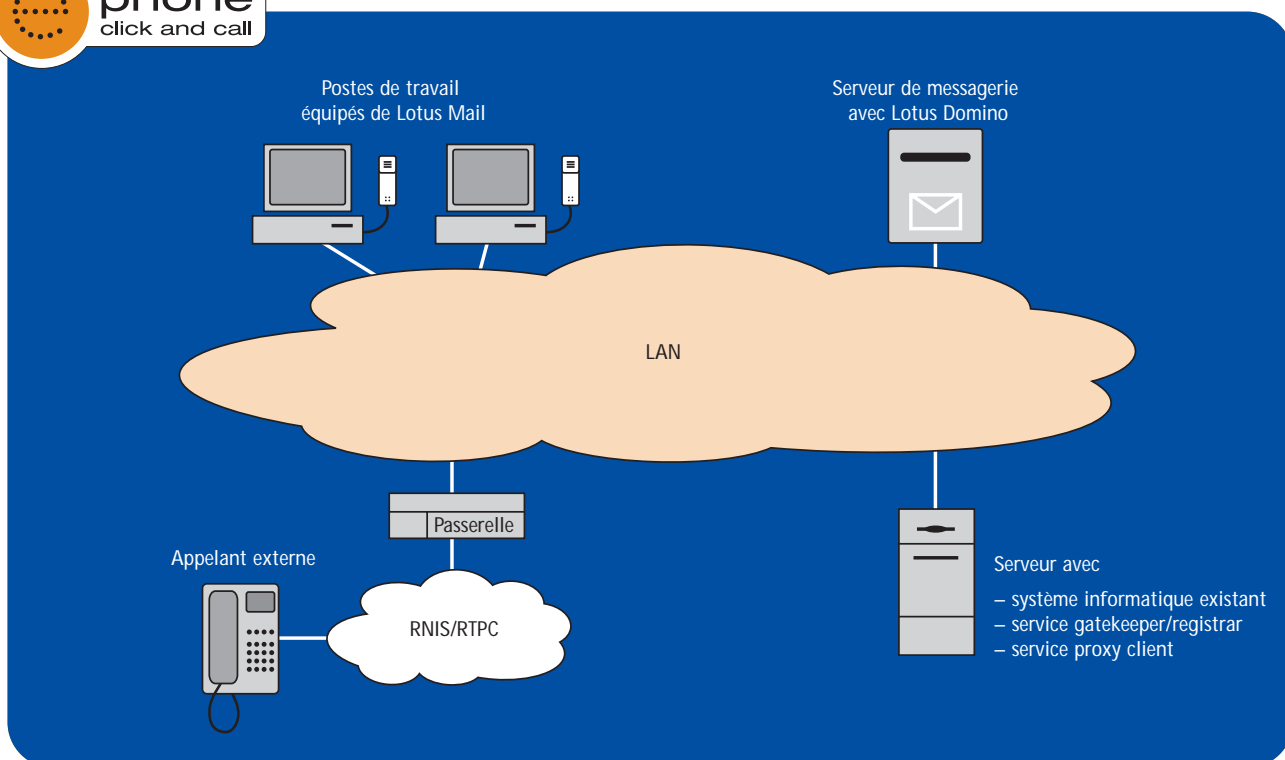 phone
click and call
Postes de travail
équipés de Lotus Mail
Serveur de messagerie
avec Lotus Domino
LAN
Passerelle
Appelant externe
RNIS/RTPC
Serveur avec
– système informatique existant
– service gatekeeper/registrar
– service proxy client